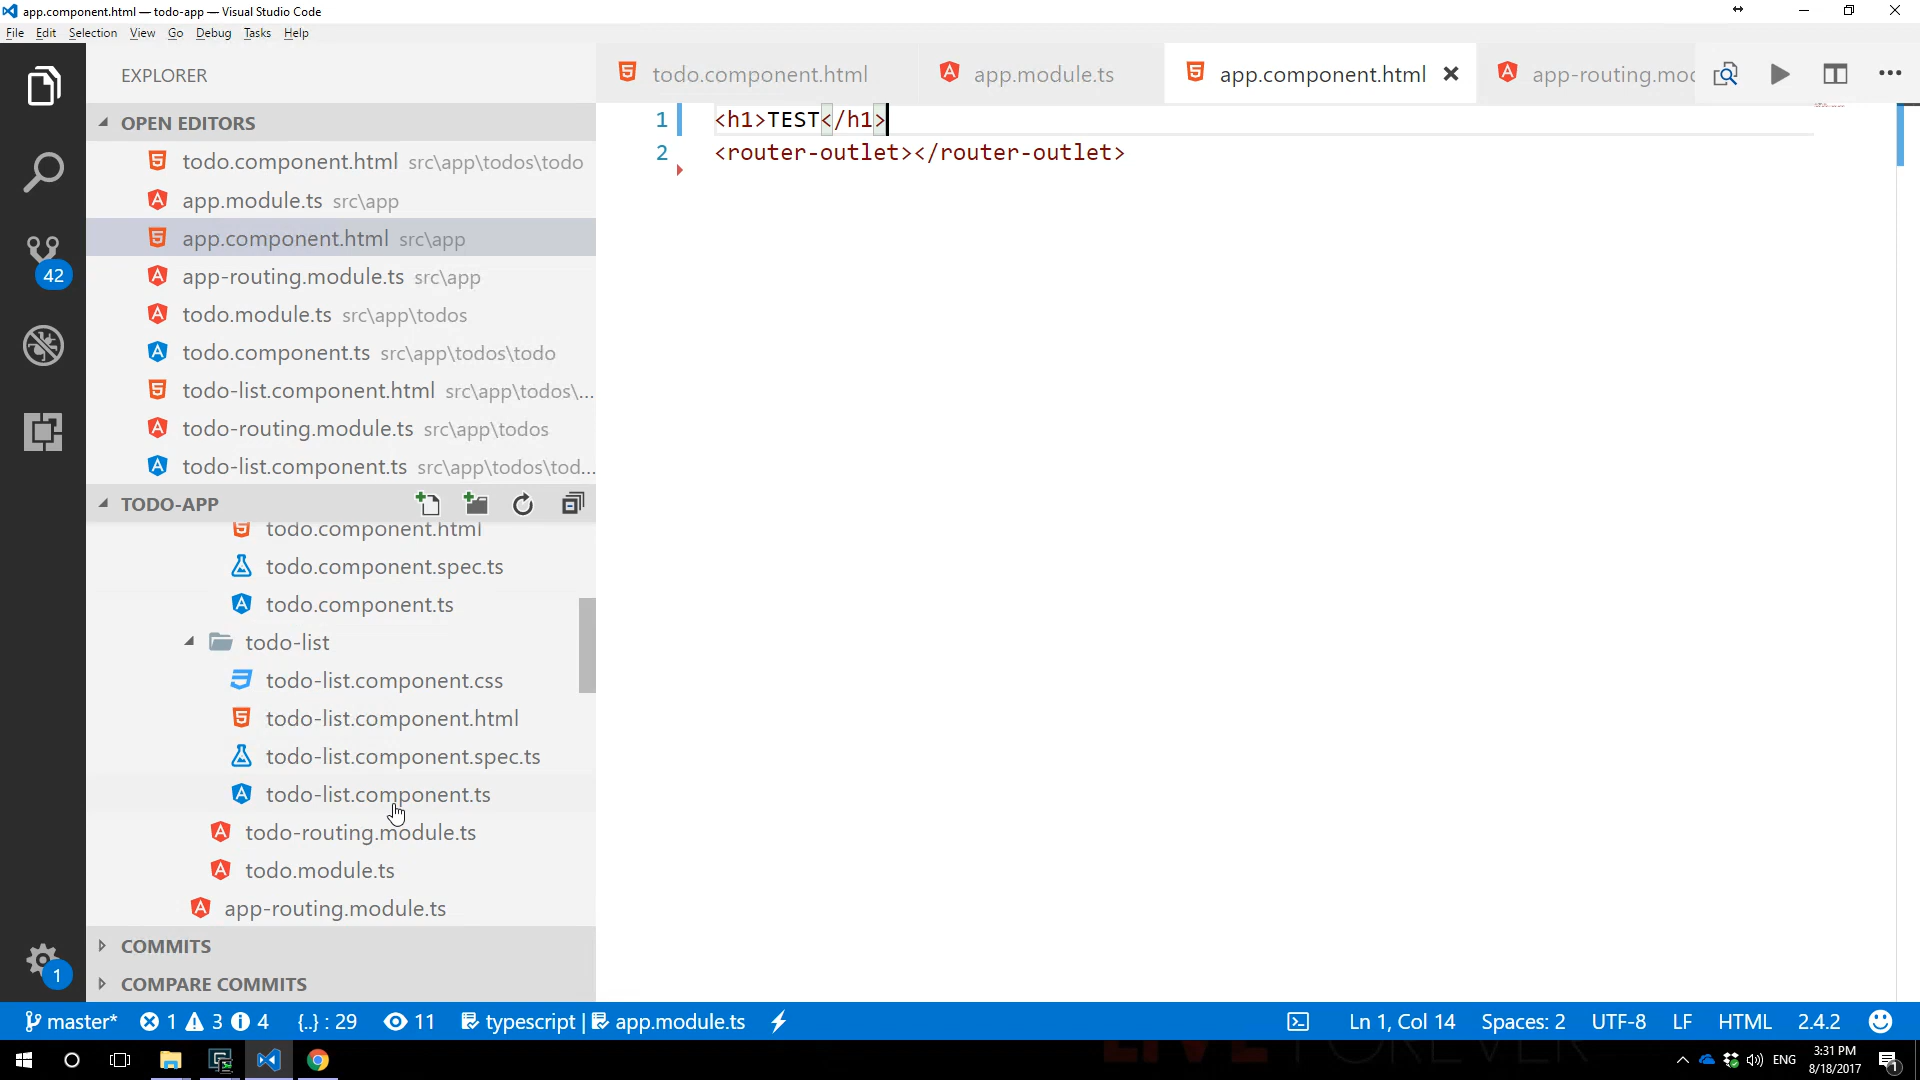 app.component.html — todo-app — Visual Studio Code
File Edit Selection View Go Debug Tasks Help
EXPLORER
OPEN EDITORS
todo.component.html src\app\todos\todo
app.module.ts src\app
app.component.html src\app
app-routing.module.ts src\app
todo.module.ts src\app\todos
todo.component.ts src\app\todos\todo
todo-list.component.html src\app\todos\...
todo-routing.module.ts src\app\todos
todo-list.component.ts src\app\todos\tod...
TODO-APP
todo.component.html
todo.component.spec.ts
todo.component.ts
todo-list
todo-list.component.css
todo-list.component.html
todo-list.component.spec.ts
todo-list.component.ts
todo-routing.module.ts
todo.module.ts
app-routing.module.ts
COMMITS
COMPARE COMMITS
42
1
todo.component.html app.module.ts app.component.html app-routing.moc
1 <h1>TEST</h1>
2 <router-outlet></router-outlet>
master* 1 3 4 {..} : 29 11 typescript | app.module.ts Ln 1, Col 14 Spaces: 2 UTF-8 LF HTML 2.4.2
ENG
3:31 PM
8/18/2017
1